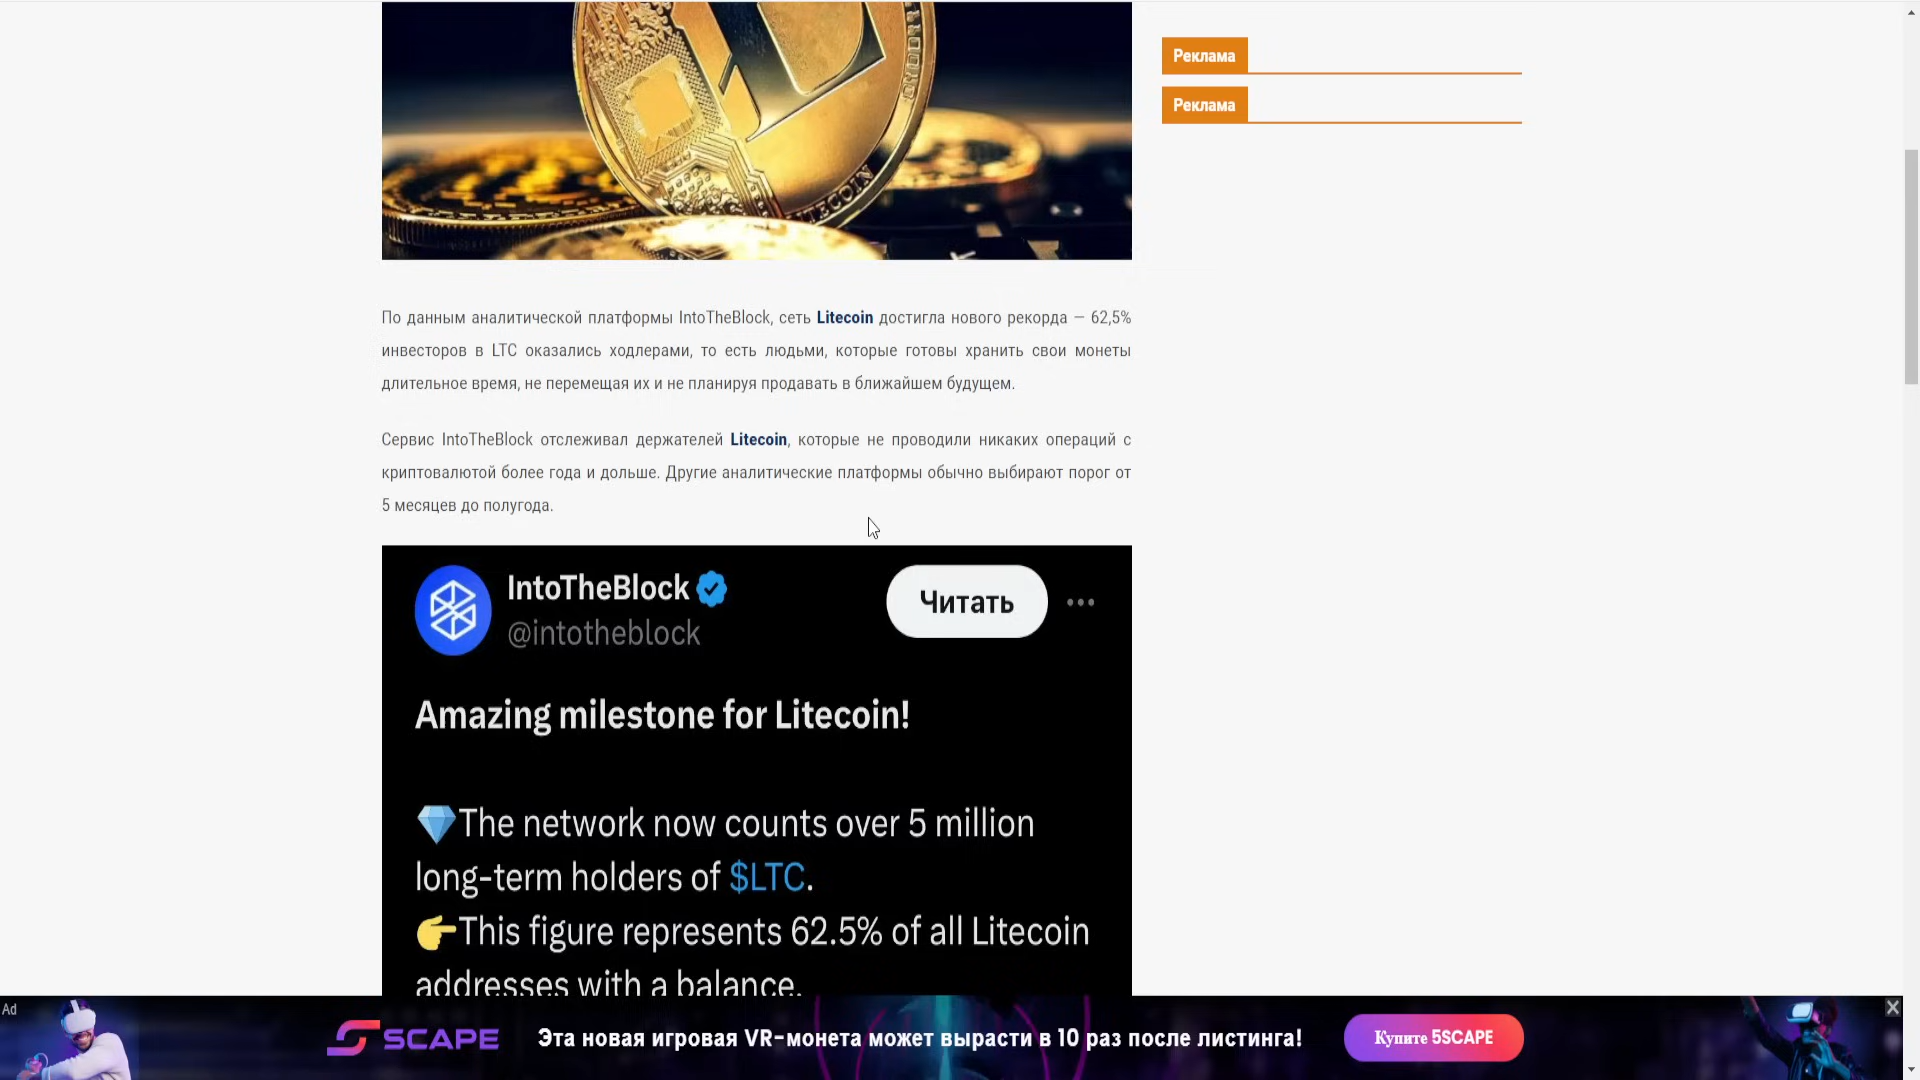 LITECOIN
Реклама
Реклама
По данным аналитической платформы IntoTheBlock, сеть Litecoin достигла нового рекорда — 62,5%
инвесторов в LTC оказались ходлерами, то есть людьми, которые готовы хранить свои монеты
длительное время, не перемещая их и не планируя продавать в ближайшем будущем.
Сервис IntoTheBlock отслеживал держателей Litecoin, которые не проводили никаких операций с
криптовалютой более года и дольше. Другие аналитические платформы обычно выбирают порог от
5 месяцев до полугода.
IntoTheBlock
@intotheblock
Читать
Amazing milestone for Litecoin!
💎The network now counts over 5 million
long-term holders of $LTC.
👉This figure represents 62.5% of all Litecoin
addresses with a balance.
Ad
5SCAPE
Эта новая игровая VR-монета может вырасти в 10 раз после листинга!
Купите 5SCAPE